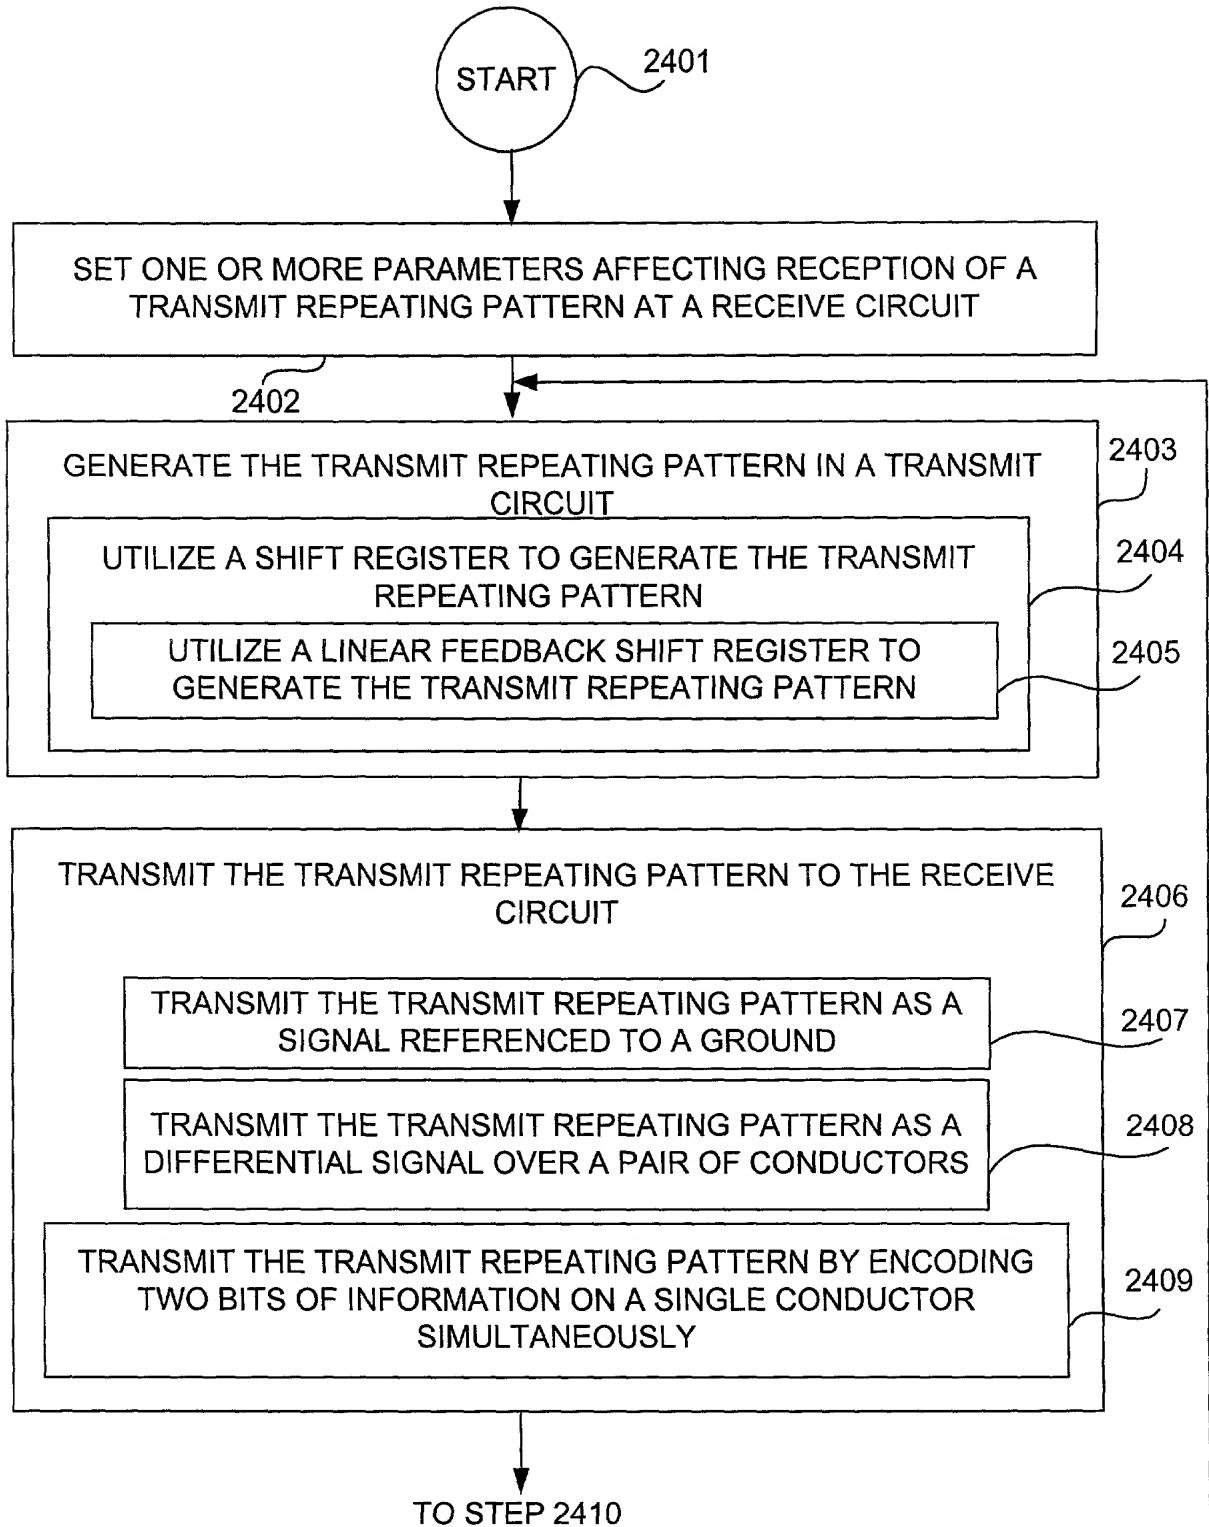 START
2401
SET ONE OR MORE PARAMETERS AFFECTING RECEPTION OF A
TRANSMIT REPEATING PATTERN AT A RECEIVE CIRCUIT
2402
GENERATE THE TRANSMIT REPEATING PATTERN IN A TRANSMIT
CIRCUIT
2403
UTILIZE A SHIFT REGISTER TO GENERATE THE TRANSMIT
REPEATING PATTERN
2404
UTILIZE A LINEAR FEEDBACK SHIFT REGISTER TO
GENERATE THE TRANSMIT REPEATING PATTERN
2405
TRANSMIT THE TRANSMIT REPEATING PATTERN TO THE RECEIVE
CIRCUIT
2406
TRANSMIT THE TRANSMIT REPEATING PATTERN AS A
SIGNAL REFERENCED TO A GROUND
2407
TRANSMIT THE TRANSMIT REPEATING PATTERN AS A
DIFFERENTIAL SIGNAL OVER A PAIR OF CONDUCTORS
2408
TRANSMIT THE TRANSMIT REPEATING PATTERN BY ENCODING
TWO BITS OF INFORMATION ON A SINGLE CONDUCTOR
SIMULTANEOUSLY
2409
TO STEP 2410